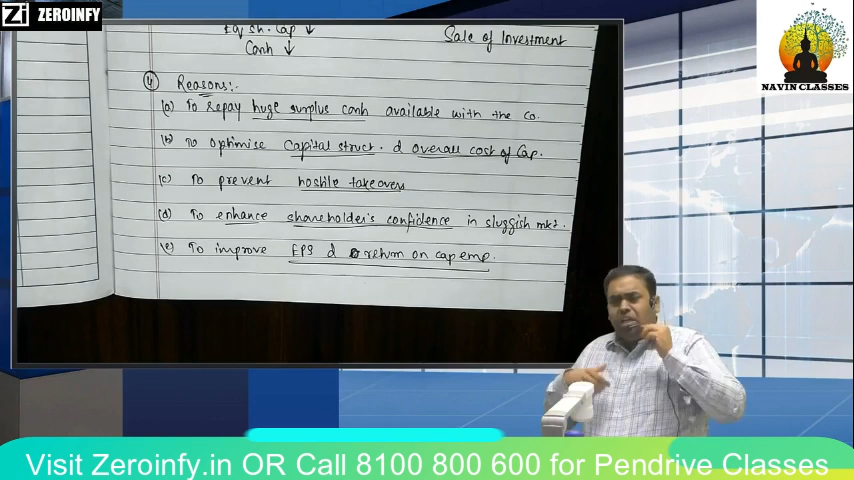 Zi ZEROINFY
Eq sh. Cap ↓
Cash ↓
Sale of Investment
NAVIN CLASSES
(4) Reasons:-
(a) To repay huge surplus cash available with the co.
(b) To optimise capital struct. & overall cost of Cap.
(c) To prevent hostile takeovers
(d) To enhance shareholder's confidence in sluggish mkt.
(e) To improve EPS & return on cap emp.
Visit Zeroinfy.in OR Call 8100 800 600 for Pendrive Classes